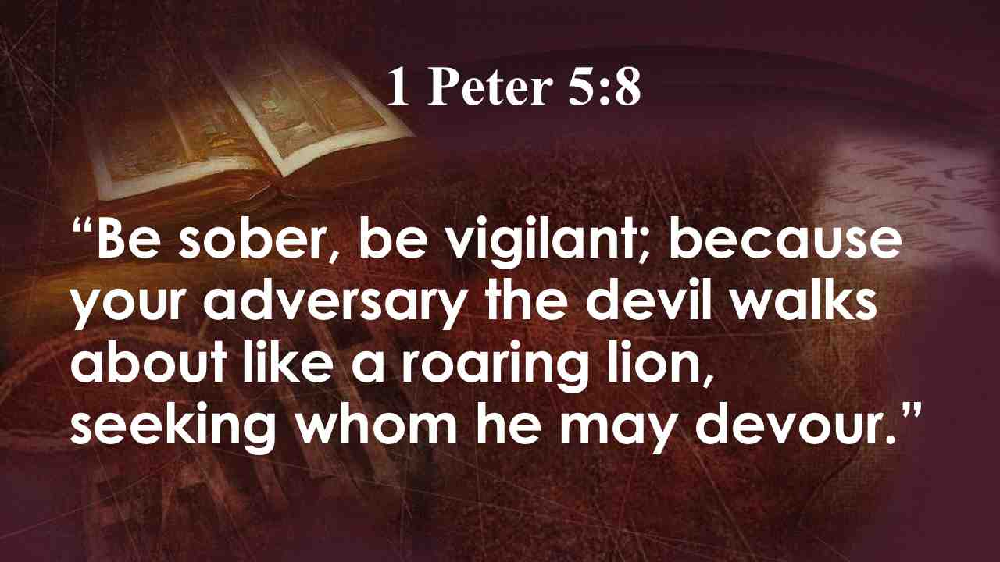 1 Peter 5:8
“Be sober, be vigilant; because
your adversary the devil walks
about like a roaring lion,
seeking whom he may devour.”